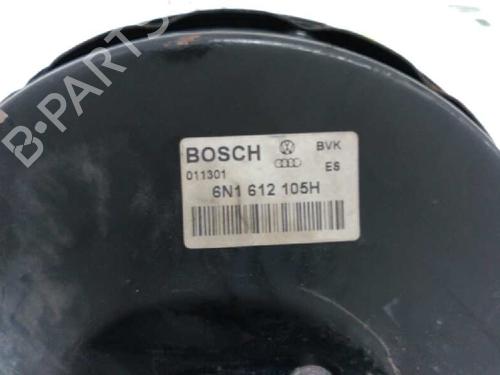 B-PARTS
BOSCH BVK
011301 ES
6N1 612 105H